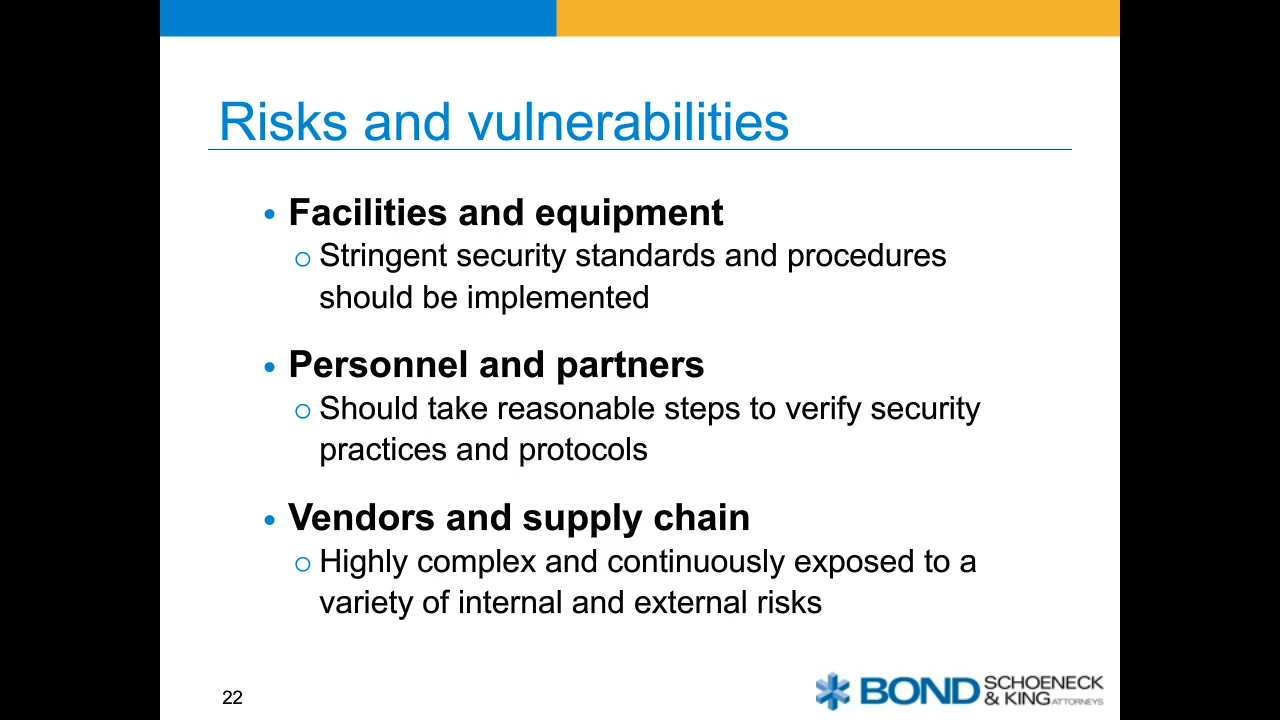 Risks and vulnerabilities
• Facilities and equipment
○ Stringent security standards and procedures
should be implemented
• Personnel and partners
○ Should take reasonable steps to verify security
practices and protocols
• Vendors and supply chain
○ Highly complex and continuously exposed to a
variety of internal and external risks
22
BOND SCHOENECK
& KING ATTORNEYS